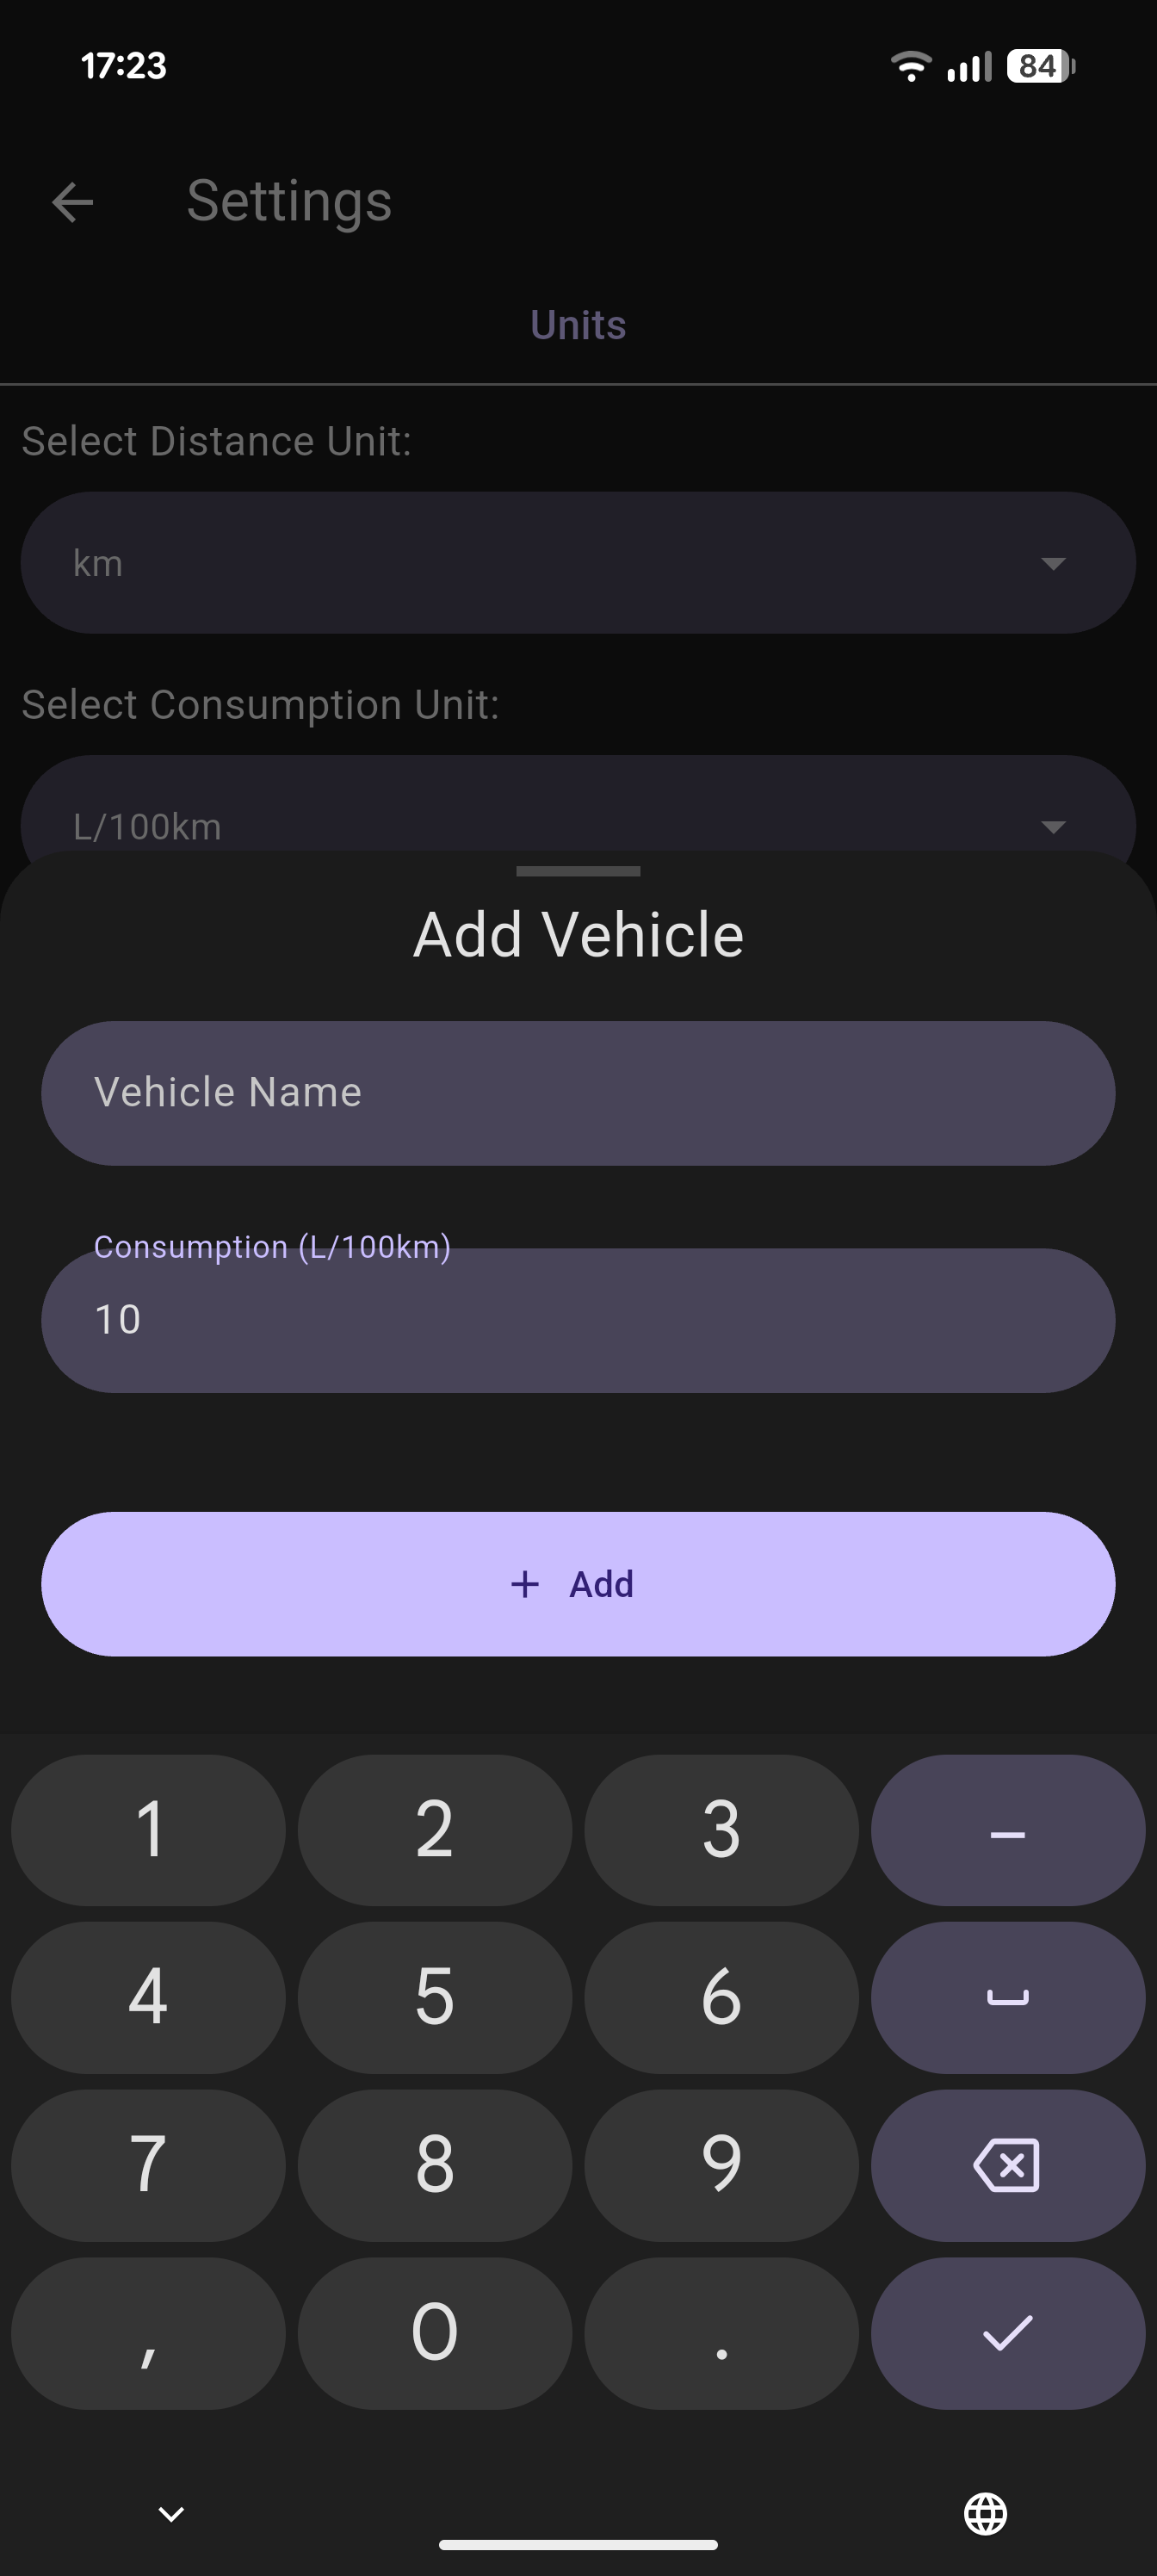 17:23
84
Settings
Units
Select Distance Unit:
km
Select Consumption Unit:
L/100km
Add Vehicle
Vehicle Name
Consumption (L/100km)
10
+ Add
1 2 3 –
4 5 6
7 8 9
, 0 .